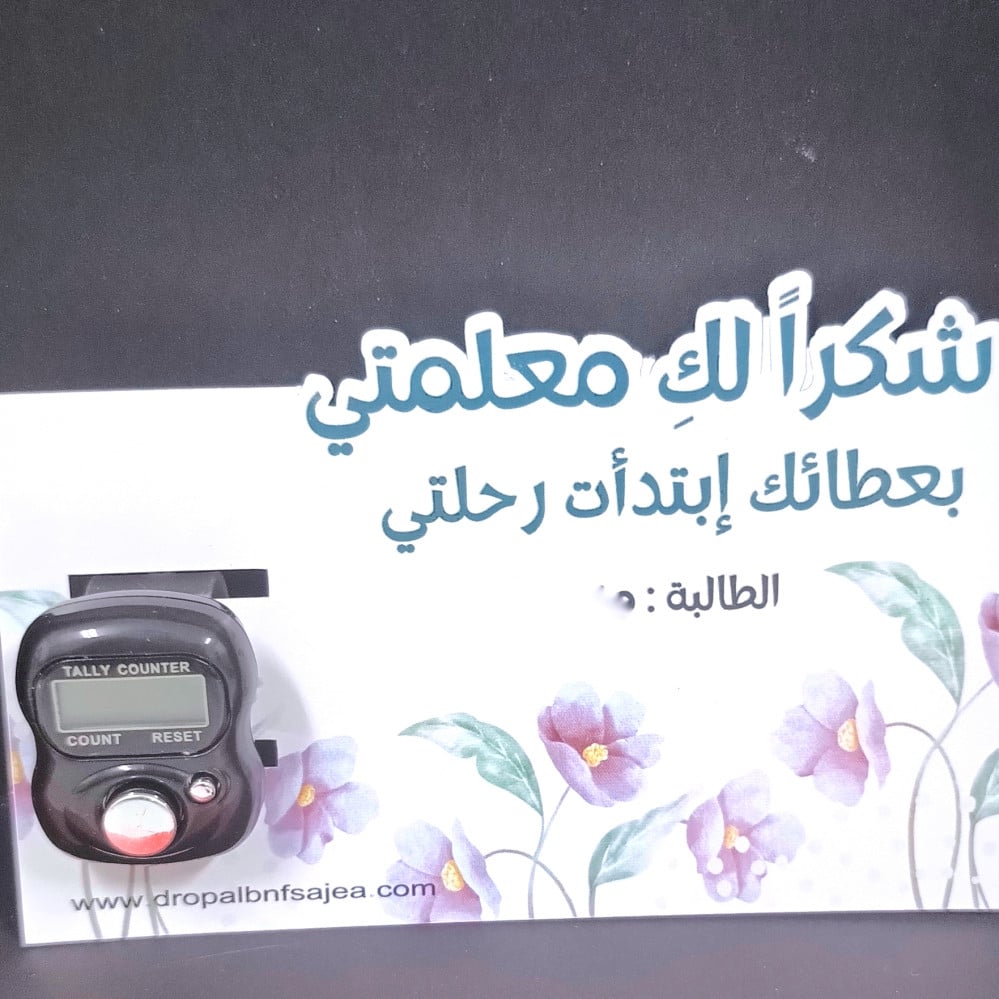 شكراً لكِ معلمتي
بعطائك إبتدأت رحلتي
الطالبة :
TALLY COUNTER
COUNT RESET
www.dropalbnfsajea.com